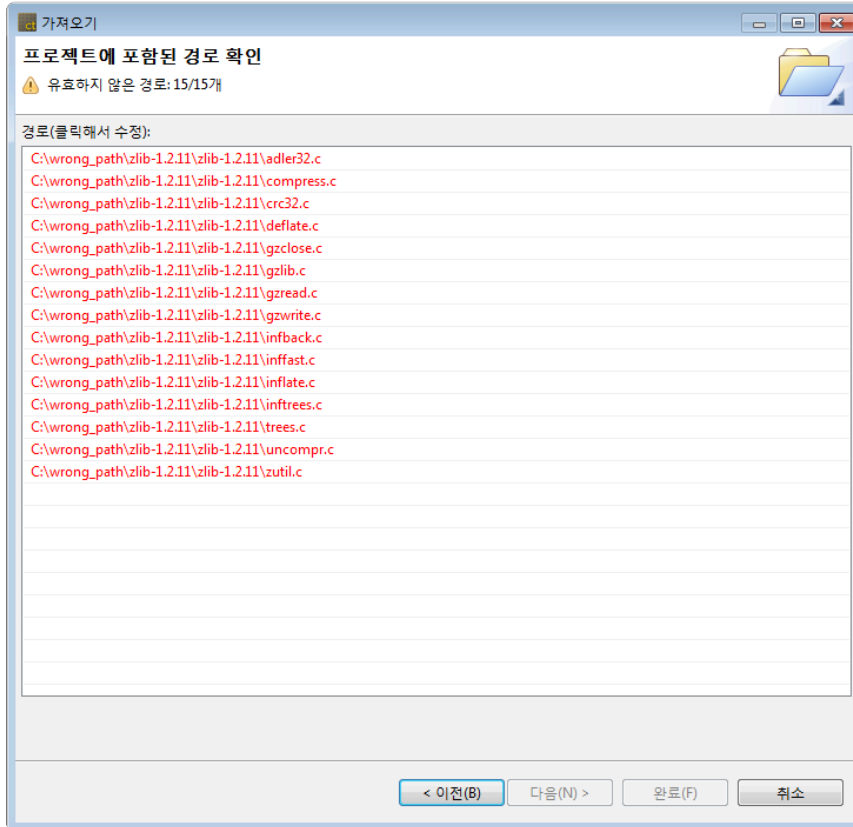 ct 가져오기
프로젝트에 포함된 경로 확인
유효하지 않은 경로: 15/15개
경로(클릭해서 수정):
C:\wrong_path\zlib-1.2.11\zlib-1.2.11\adler32.c
C:\wrong_path\zlib-1.2.11\zlib-1.2.11\compress.c
C:\wrong_path\zlib-1.2.11\zlib-1.2.11\crc32.c
C:\wrong_path\zlib-1.2.11\zlib-1.2.11\deflate.c
C:\wrong_path\zlib-1.2.11\zlib-1.2.11\gzclose.c
C:\wrong_path\zlib-1.2.11\zlib-1.2.11\gzlib.c
C:\wrong_path\zlib-1.2.11\zlib-1.2.11\gzread.c
C:\wrong_path\zlib-1.2.11\zlib-1.2.11\gzwrite.c
C:\wrong_path\zlib-1.2.11\zlib-1.2.11\infback.c
C:\wrong_path\zlib-1.2.11\zlib-1.2.11\inffast.c
C:\wrong_path\zlib-1.2.11\zlib-1.2.11\inflate.c
C:\wrong_path\zlib-1.2.11\zlib-1.2.11\inftrees.c
C:\wrong_path\zlib-1.2.11\zlib-1.2.11\trees.c
C:\wrong_path\zlib-1.2.11\zlib-1.2.11\uncompr.c
C:\wrong_path\zlib-1.2.11\zlib-1.2.11\zutil.c
< 이전(B) 다음(N) > 완료(F) 취소